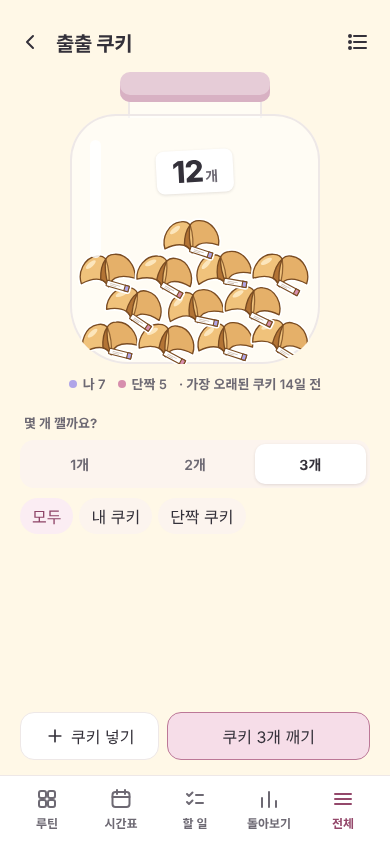 출출 쿠키
12개
나 7 단짝 5 · 가장 오래된 쿠키 14일 전
몇 개 깰까요?
1개 2개 3개
모두 내 쿠키 단짝 쿠키
쿠키 넣기 쿠키 3개 깨기
루틴 시간표 할 일 돌아보기 전체